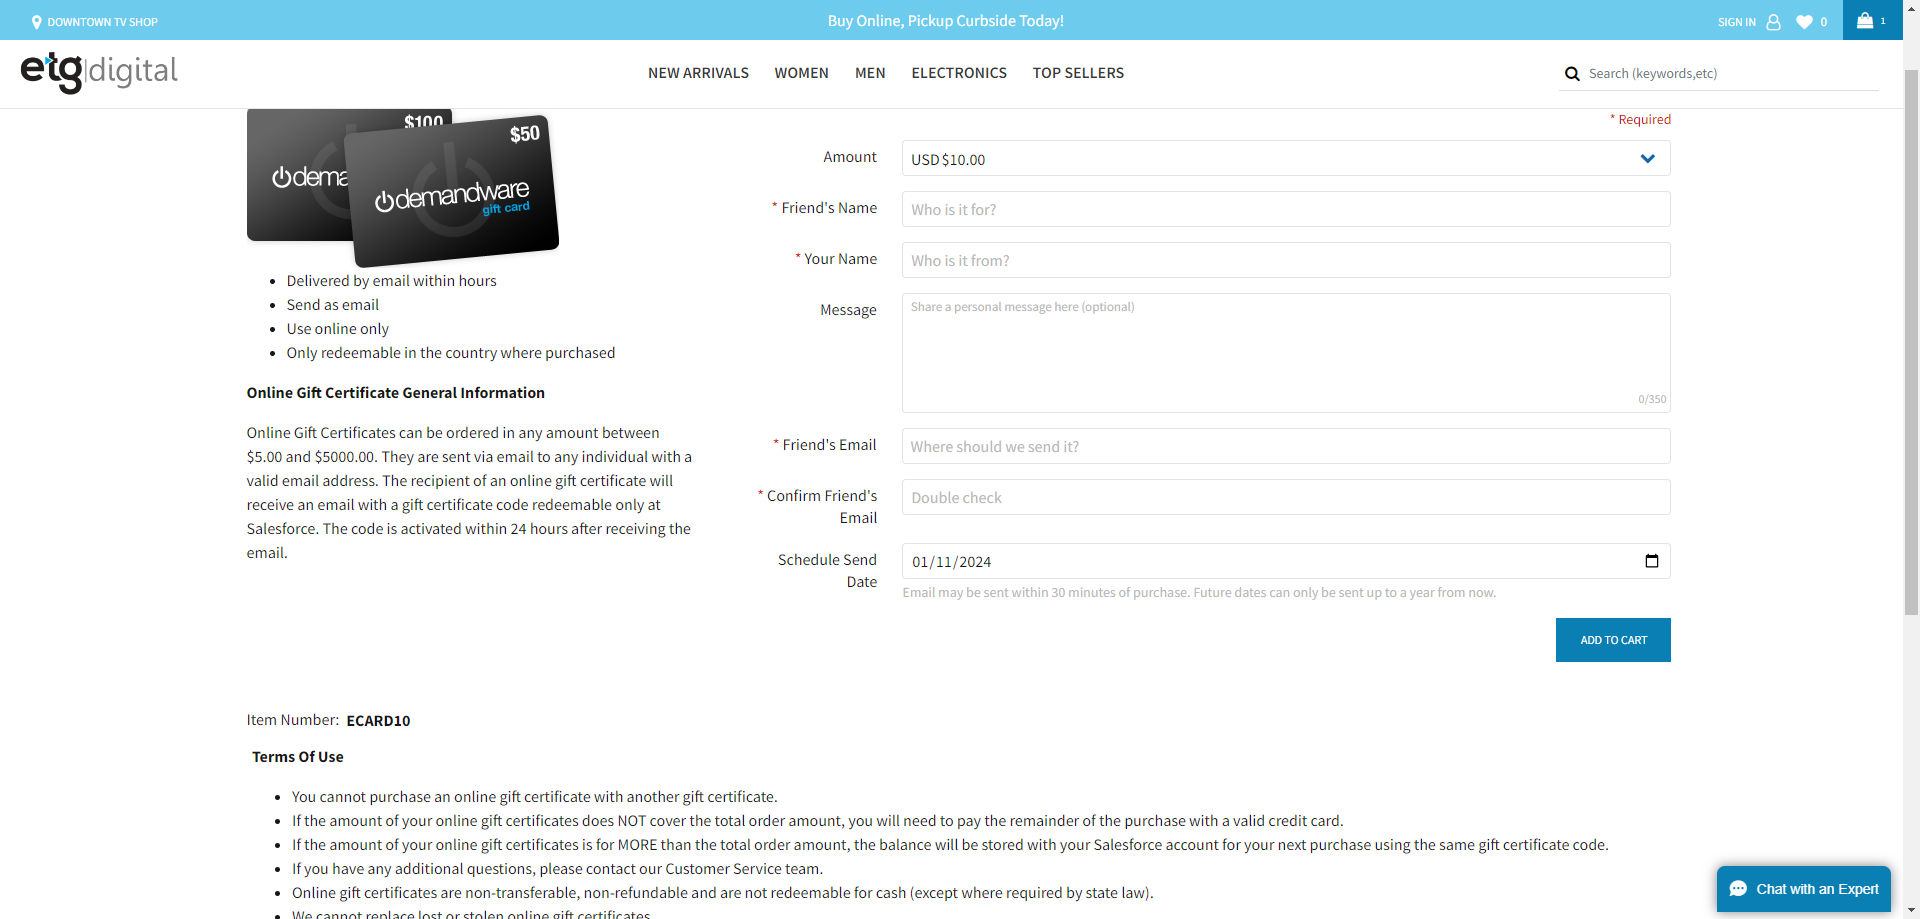 DOWNTOWN TV SHOP
Buy Online, Pickup Curbside Today!
SIGN IN
0
1
etg|digital
NEW ARRIVALS
WOMEN
MEN
ELECTRONICS
TOP SELLERS
Search (keywords,etc)
$100
$50
dema
demandware
gift card
* Required
Amount
USD $10.00
* Friend's Name
Who is it for?
* Your Name
Who is it from?
Message
Share a personal message here (optional)
0/350
* Friend's Email
Where should we send it?
* Confirm Friend's
Email
Double check
Schedule Send
Date
01/11/2024
Email may be sent within 30 minutes of purchase. Future dates can only be sent up to a year from now.
ADD TO CART
• Delivered by email within hours
• Send as email
• Use online only
• Only redeemable in the country where purchased
Online Gift Certificate General Information
Online Gift Certificates can be ordered in any amount between
$5.00 and $5000.00. They are sent via email to any individual with a
valid email address. The recipient of an online gift certificate will
receive an email with a gift certificate code redeemable only at
Salesforce. The code is activated within 24 hours after receiving the
email.
Item Number: ECARD10
Terms Of Use
• You cannot purchase an online gift certificate with another gift certificate.
• If the amount of your online gift certificates does NOT cover the total order amount, you will need to pay the remainder of the purchase with a valid credit card.
• If the amount of your online gift certificates is for MORE than the total order amount, the balance will be stored with your Salesforce account for your next purchase using the same gift certificate code.
• If you have any additional questions, please contact our Customer Service team.
• Online gift certificates are non-transferable, non-refundable and are not redeemable for cash (except where required by state law).
• We cannot replace lost or stolen online gift certificates.
Chat with an Expert